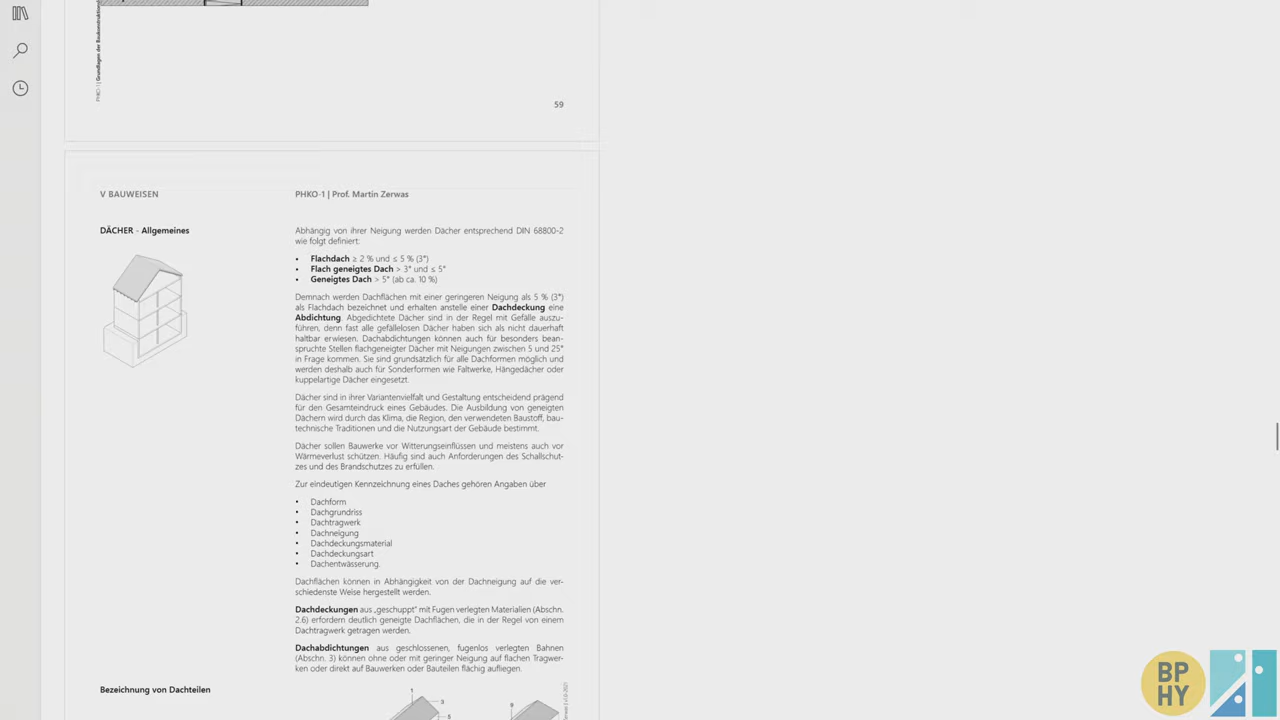 PHKO-1 | Grundlagen der Baukonstruktion
59
V BAUWEISEN
PHKO-1 | Prof. Martin Zerwas
DÄCHER - Allgemeines
Abhängig von ihrer Neigung werden Dächer entsprechend DIN 68800-2
wie folgt definiert:
• Flachdach ≥ 2 % und ≤ 5 % (3°)
• Flach geneigtes Dach > 3° und ≤ 5°
• Geneigtes Dach > 5° (ab ca. 10 %)
Demnach werden Dachflächen mit einer geringeren Neigung als 5 % (3°)
als Flachdach bezeichnet und erhalten anstelle einer Dachdeckung eine
Abdichtung. Abgedichtete Dächer sind in der Regel mit Gefälle auszu-
führen, denn fast alle gefällelosen Dächer haben sich als nicht dauerhaft
haltbar erwiesen. Dachabdichtungen können auch für besonders bean-
spruchte Stellen flachgeneigter Dächer mit Neigungen zwischen 5 und 25°
in Frage kommen. Sie sind grundsätzlich für alle Dachformen möglich und
werden deshalb auch für Sonderformen wie Faltwerke, Hängedächer oder
kuppelartige Dächer eingesetzt.
Dächer sind in ihrer Variantenvielfalt und Gestaltung entscheidend prägend
für den Gesamteindruck eines Gebäudes. Die Ausbildung von geneigten
Dächern wird durch das Klima, die Region, den verwendeten Baustoff, bau-
technische Traditionen und die Nutzungsart der Gebäude bestimmt.
Dächer sollen Bauwerke vor Witterungseinflüssen und meistens auch vor
Wärmeverlust schützen. Häufig sind auch Anforderungen des Schallschut-
zes und des Brandschutzes zu erfüllen.
Zur eindeutigen Kennzeichnung eines Daches gehören Angaben über
• Dachform
• Dachgrundriss
• Dachtragwerk
• Dachneigung
• Dachdeckungsmaterial
• Dachdeckungsart
• Dachentwässerung.
Dachflächen können in Abhängigkeit von der Dachneigung auf die ver-
schiedenste Weise hergestellt werden.
Dachdeckungen aus „geschuppt" mit Fugen verlegten Materialien (Abschn.
2.6) erfordern deutlich geneigte Dachflächen, die in der Regel von einem
Dachtragwerk getragen werden.
Dachabdichtungen aus geschlossenen, fugenlos verlegten Bahnen
(Abschn. 3) können ohne oder mit geringer Neigung auf flachen Tragwer-
ken oder direkt auf Bauwerken oder Bauteilen flächig aufliegen.
Bezeichnung von Dachteilen
1
3
5
BP
HY